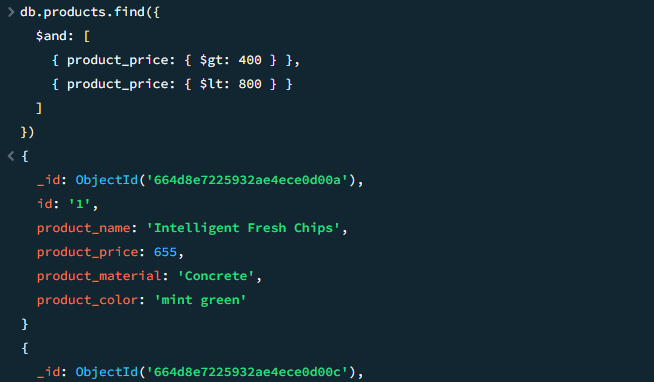 > db.products.find({
$and: [
{ product_price: { $gt: 400 } },
{ product_price: { $lt: 800 } }
]
})
< {
_id: ObjectId('664d8e7225932ae4ece0d00a'),
id: '1',
product_name: 'Intelligent Fresh Chips',
product_price: 655,
product_material: 'Concrete',
product_color: 'mint green'
}
{
_id: ObjectId('664d8e7225932ae4ece0d00c'),